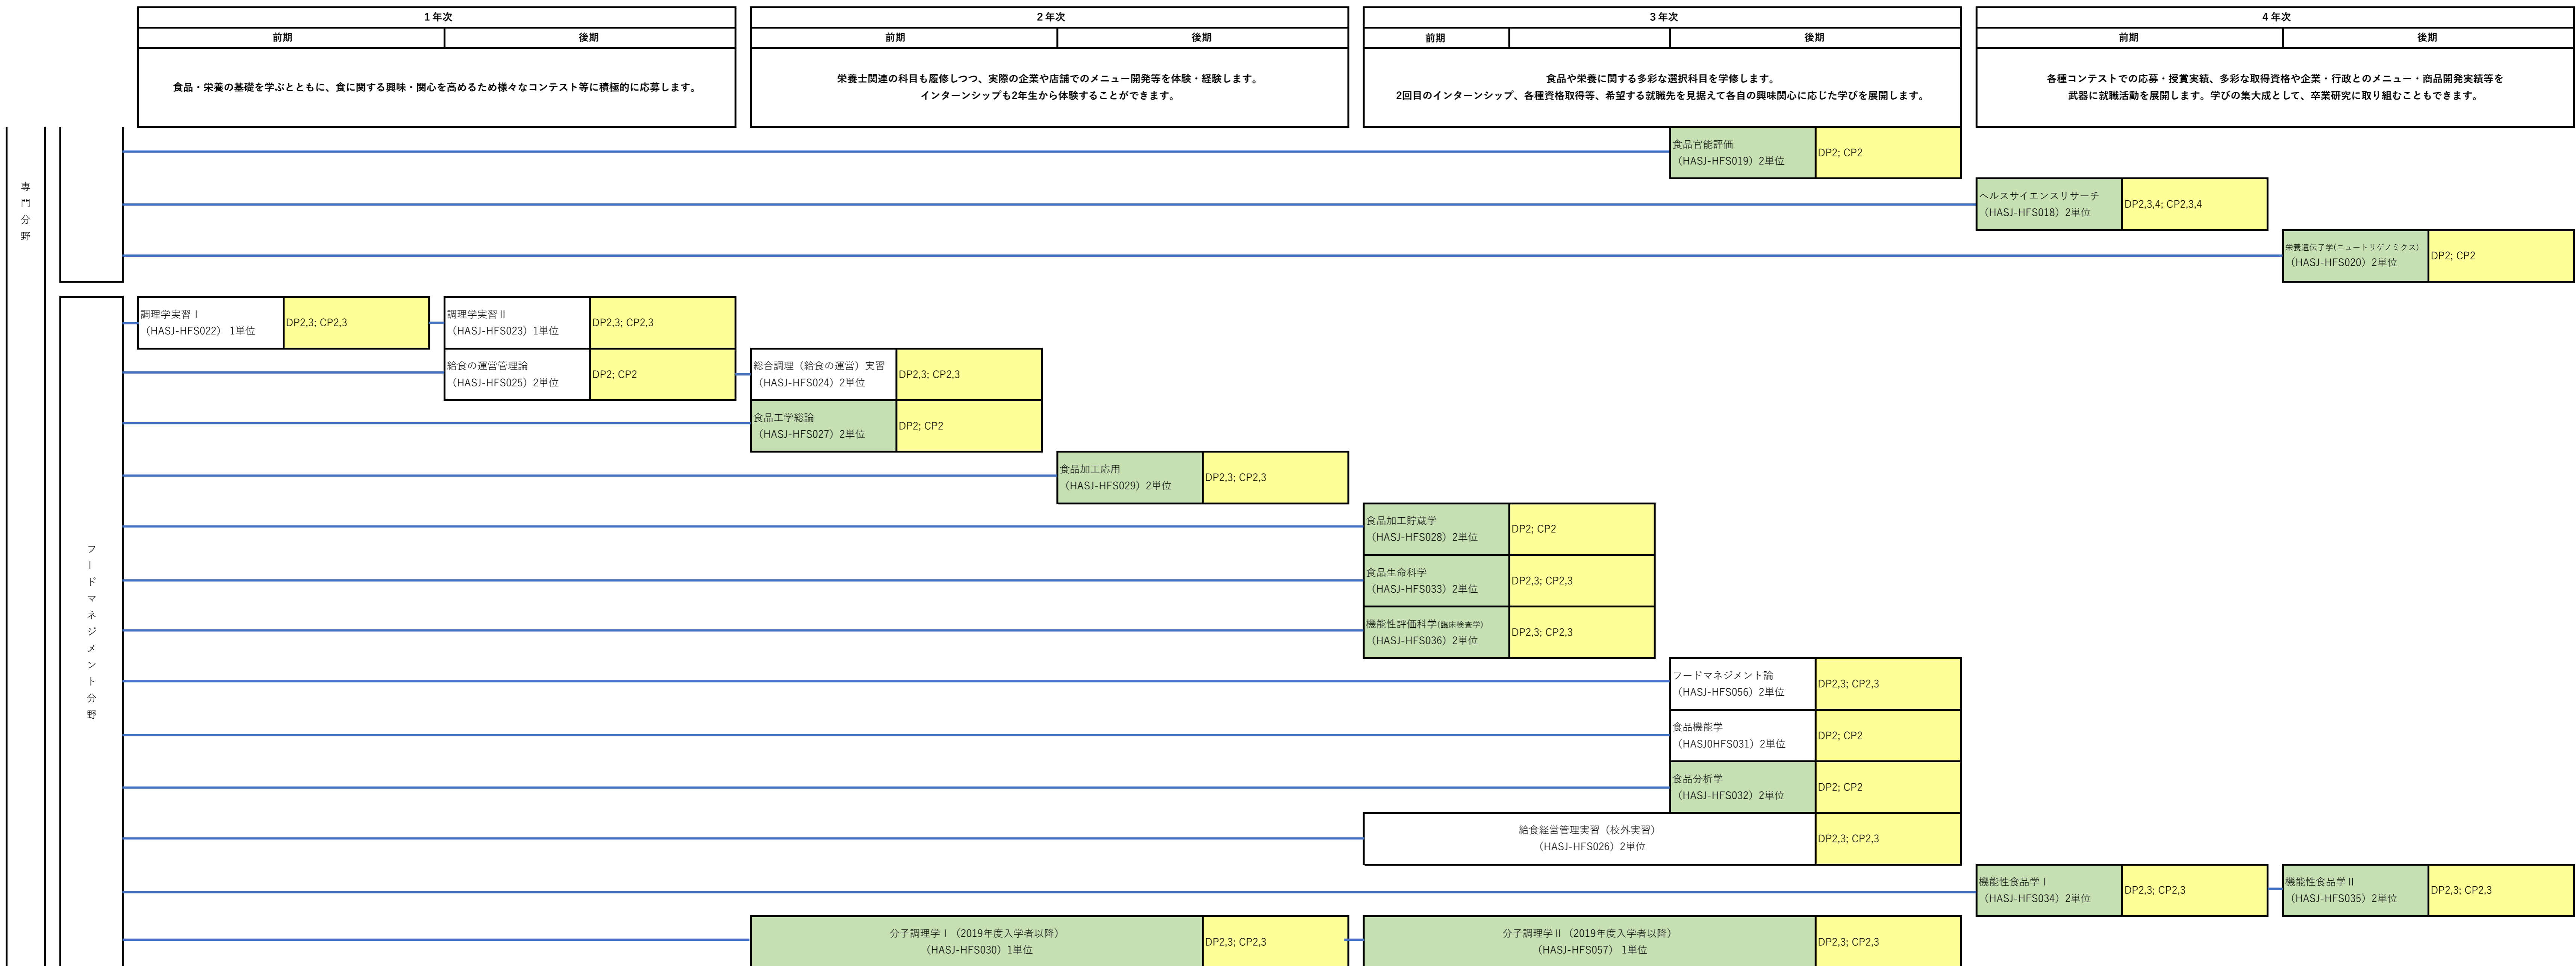 1年次
2年次
3年次
4年次
前期
後期
前期
後期
前期
後期
前期
後期
食品・栄養の基礎を学ぶとともに、食に関する興味・関心を高めるため様々なコンテスト等に積極的に応募します。
栄養士関連の科目も履修しつつ、実際の企業や店舗でのメニュー開発等を体験・経験します。
インターンシップも2年生から体験することができます。
食品や栄養に関する多彩な選択科目を学修します。
2回目のインターンシップ、各種資格取得等、希望する就職先を見据えて各自の興味関心に応じた学びを展開します。
各種コンテストでの応募・授賞実績、多彩な取得資格や企業・行政とのメニュー・商品開発実績等を
武器に就職活動を展開します。学びの集大成として、卒業研究に取り組むこともできます。
専門分野
食品官能評価
（HASJ-HFS019）2単位
DP2; CP2
ヘルスサイエンスリサーチ
（HASJ-HFS018）2単位
DP2,3,4; CP2,3,4
栄養遺伝子学(ニュートリゲノミクス)
（HASJ-HFS020）2単位
DP2; CP2
フードマネジメント分野
調理学実習Ⅰ
（HASJ-HFS022） 1単位
DP2,3; CP2,3
調理学実習Ⅱ
（HASJ-HFS023）1単位
DP2,3; CP2,3
給食の運営管理論
（HASJ-HFS025）2単位
DP2; CP2
総合調理（給食の運営）実習
（HASJ-HFS024）2単位
DP2,3; CP2,3
食品工学総論
（HASJ-HFS027）2単位
DP2; CP2
食品加工応用
（HASJ-HFS029）2単位
DP2,3; CP2,3
食品加工貯蔵学
（HASJ-HFS028）2単位
DP2; CP2
食品生命科学
（HASJ-HFS033）2単位
DP2,3; CP2,3
機能性評価科学(臨床検査学)
（HASJ-HFS036）2単位
DP2,3; CP2,3
フードマネジメント論
（HASJ-HFS056）2単位
DP2,3; CP2,3
食品機能学
（HASJ0HFS031）2単位
DP2; CP2
食品分析学
（HASJ-HFS032）2単位
DP2; CP2
給食経営管理実習（校外実習）
（HASJ-HFS026）2単位
DP2,3; CP2,3
機能性食品学Ⅰ
（HASJ-HFS034）2単位
DP2,3; CP2,3
機能性食品学Ⅱ
（HASJ-HFS035）2単位
DP2,3; CP2,3
分子調理学Ⅰ（2019年度入学者以降）
（HASJ-HFS030）1単位
DP2,3; CP2,3
分子調理学Ⅱ（2019年度入学者以降）
（HASJ-HFS057） 1単位
DP2,3; CP2,3